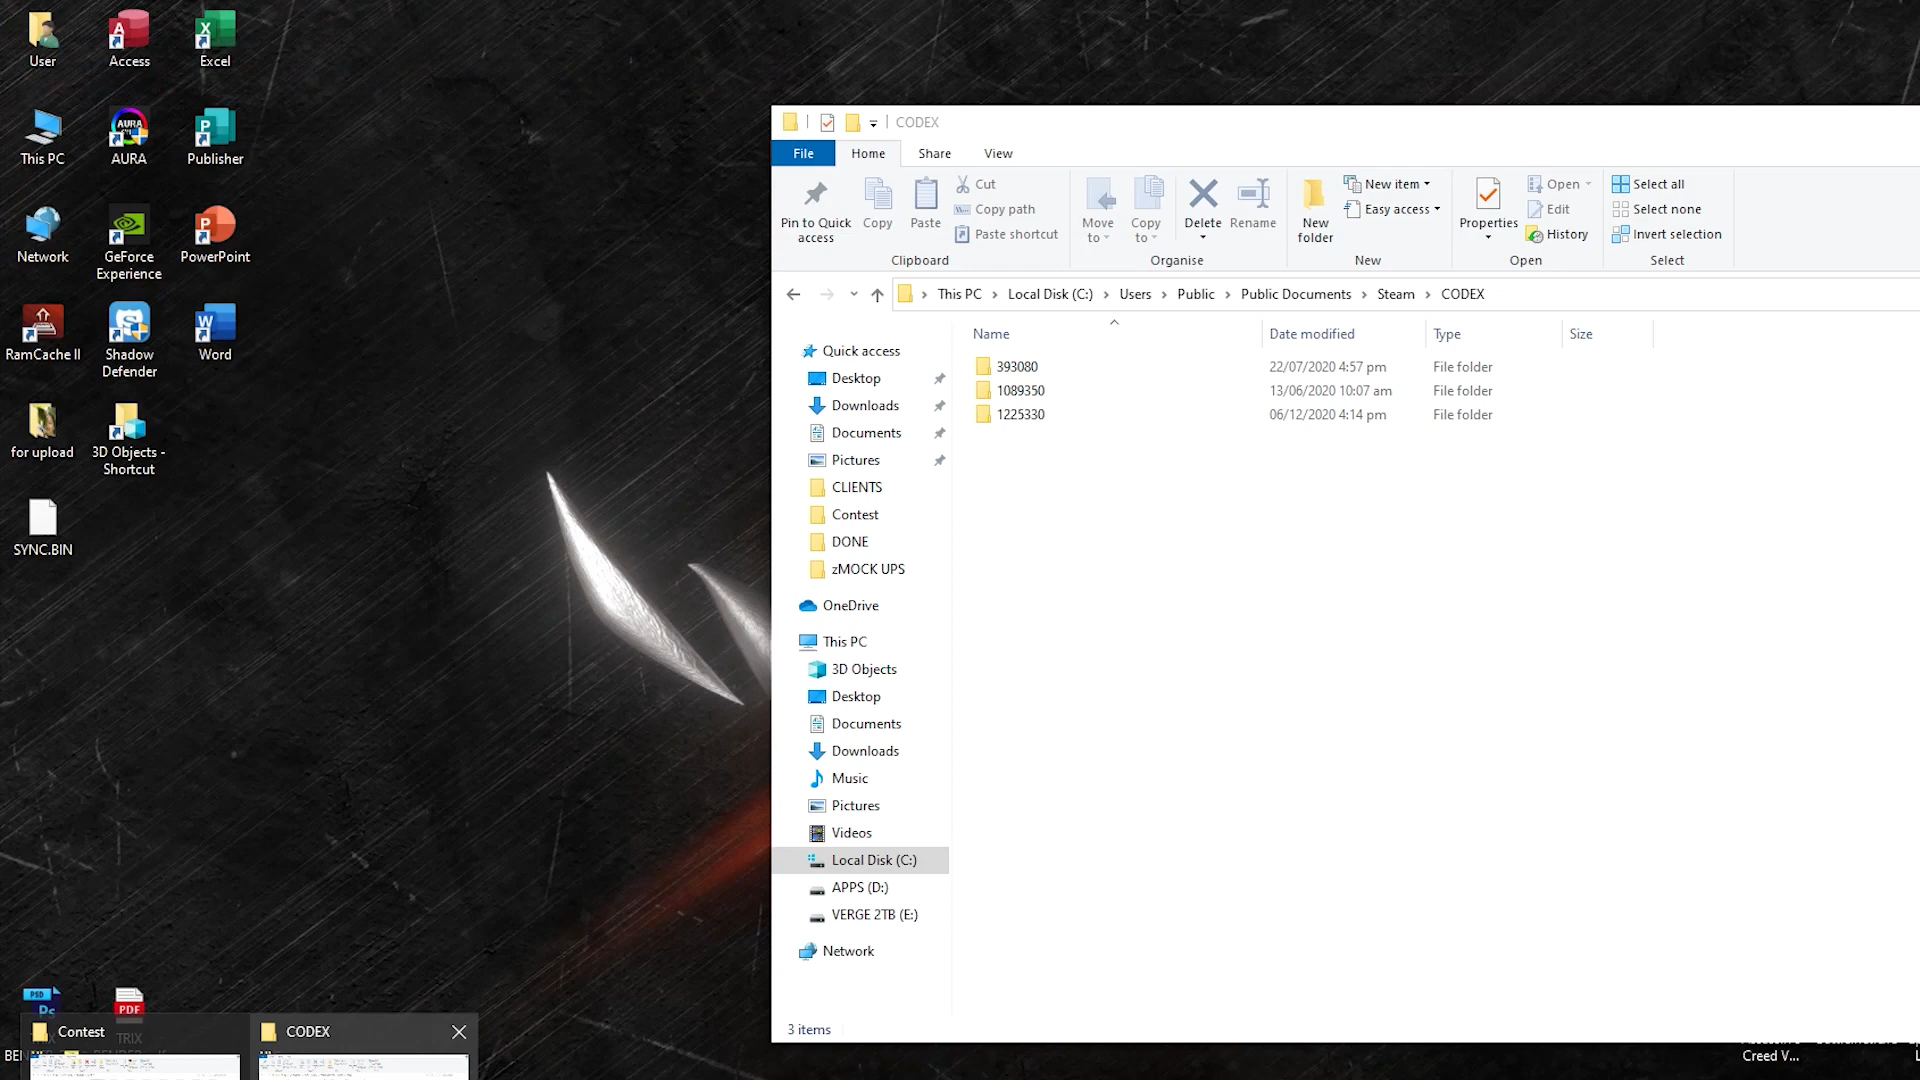 User
Access
Excel
This PC
AURA
Publisher
Network
GeForce
Experience
PowerPoint
RamCache II
Shadow
Defender
Word
for upload
3D Objects -
Shortcut
SYNC.BIN
PSD
Ps
PDF
TRIX
Contest
CODEX
CODEX
File
Home
Share
View
Pin to Quick
access
Copy
Paste
Cut
Copy path
Paste shortcut
Clipboard
Move
to
Copy
to
Delete
Rename
Organise
New
folder
New item
Easy access
New
Properties
Open
Edit
History
Open
Select all
Select none
Invert selection
Select
This PC
Local Disk (C:)
Users
Public
Public Documents
Steam
CODEX
Name
Date modified
Type
Size
393080
22/07/2020 4:57 pm
File folder
1089350
13/06/2020 10:07 am
File folder
1225330
06/12/2020 4:14 pm
File folder
Quick access
Desktop
Downloads
Documents
Pictures
CLIENTS
Contest
DONE
zMOCK UPS
OneDrive
This PC
3D Objects
Desktop
Documents
Downloads
Music
Pictures
Videos
Local Disk (C:)
APPS (D:)
VERGE 2TB (E:)
Network
3 items
Creed V...